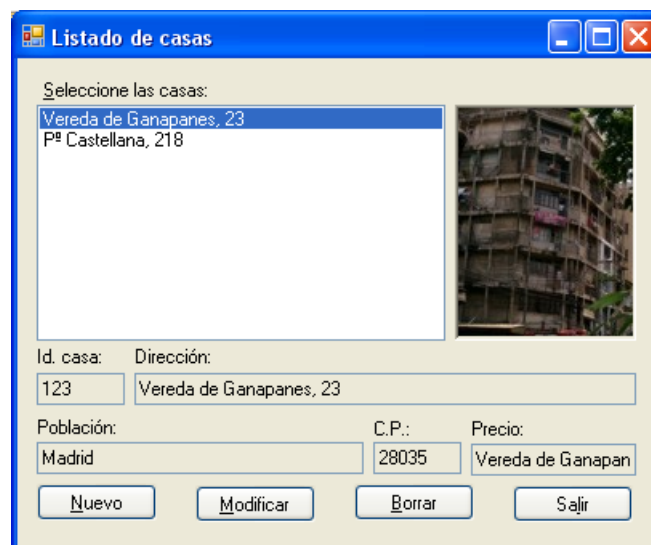 Listado de casas
Seleccione las casas:
Vereda de Ganapanes, 23
Pº Castellana, 218
Id. casa: Dirección:
123 Vereda de Ganapanes, 23
Población: C.P.: Precio:
Madrid 28035 Vereda de Ganapan
Nuevo Modificar Borrar Salir